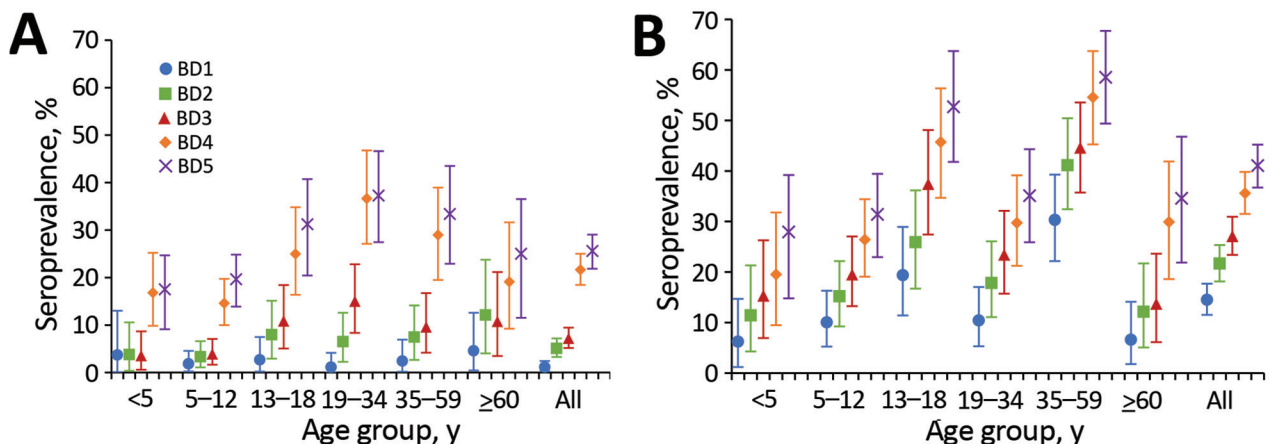 A
Seroprevalence, %
70
60
50
40
30
20
10
0
BD1
BD2
BD3
BD4
BD5
<5 5–12 13–18 19–34 35–59 ≥60 All
Age group, y
B
Seroprevalence, %
70
60
50
40
30
20
10
0
<5 5–12 13–18 19–34 35–59 ≥60 All
Age group, y